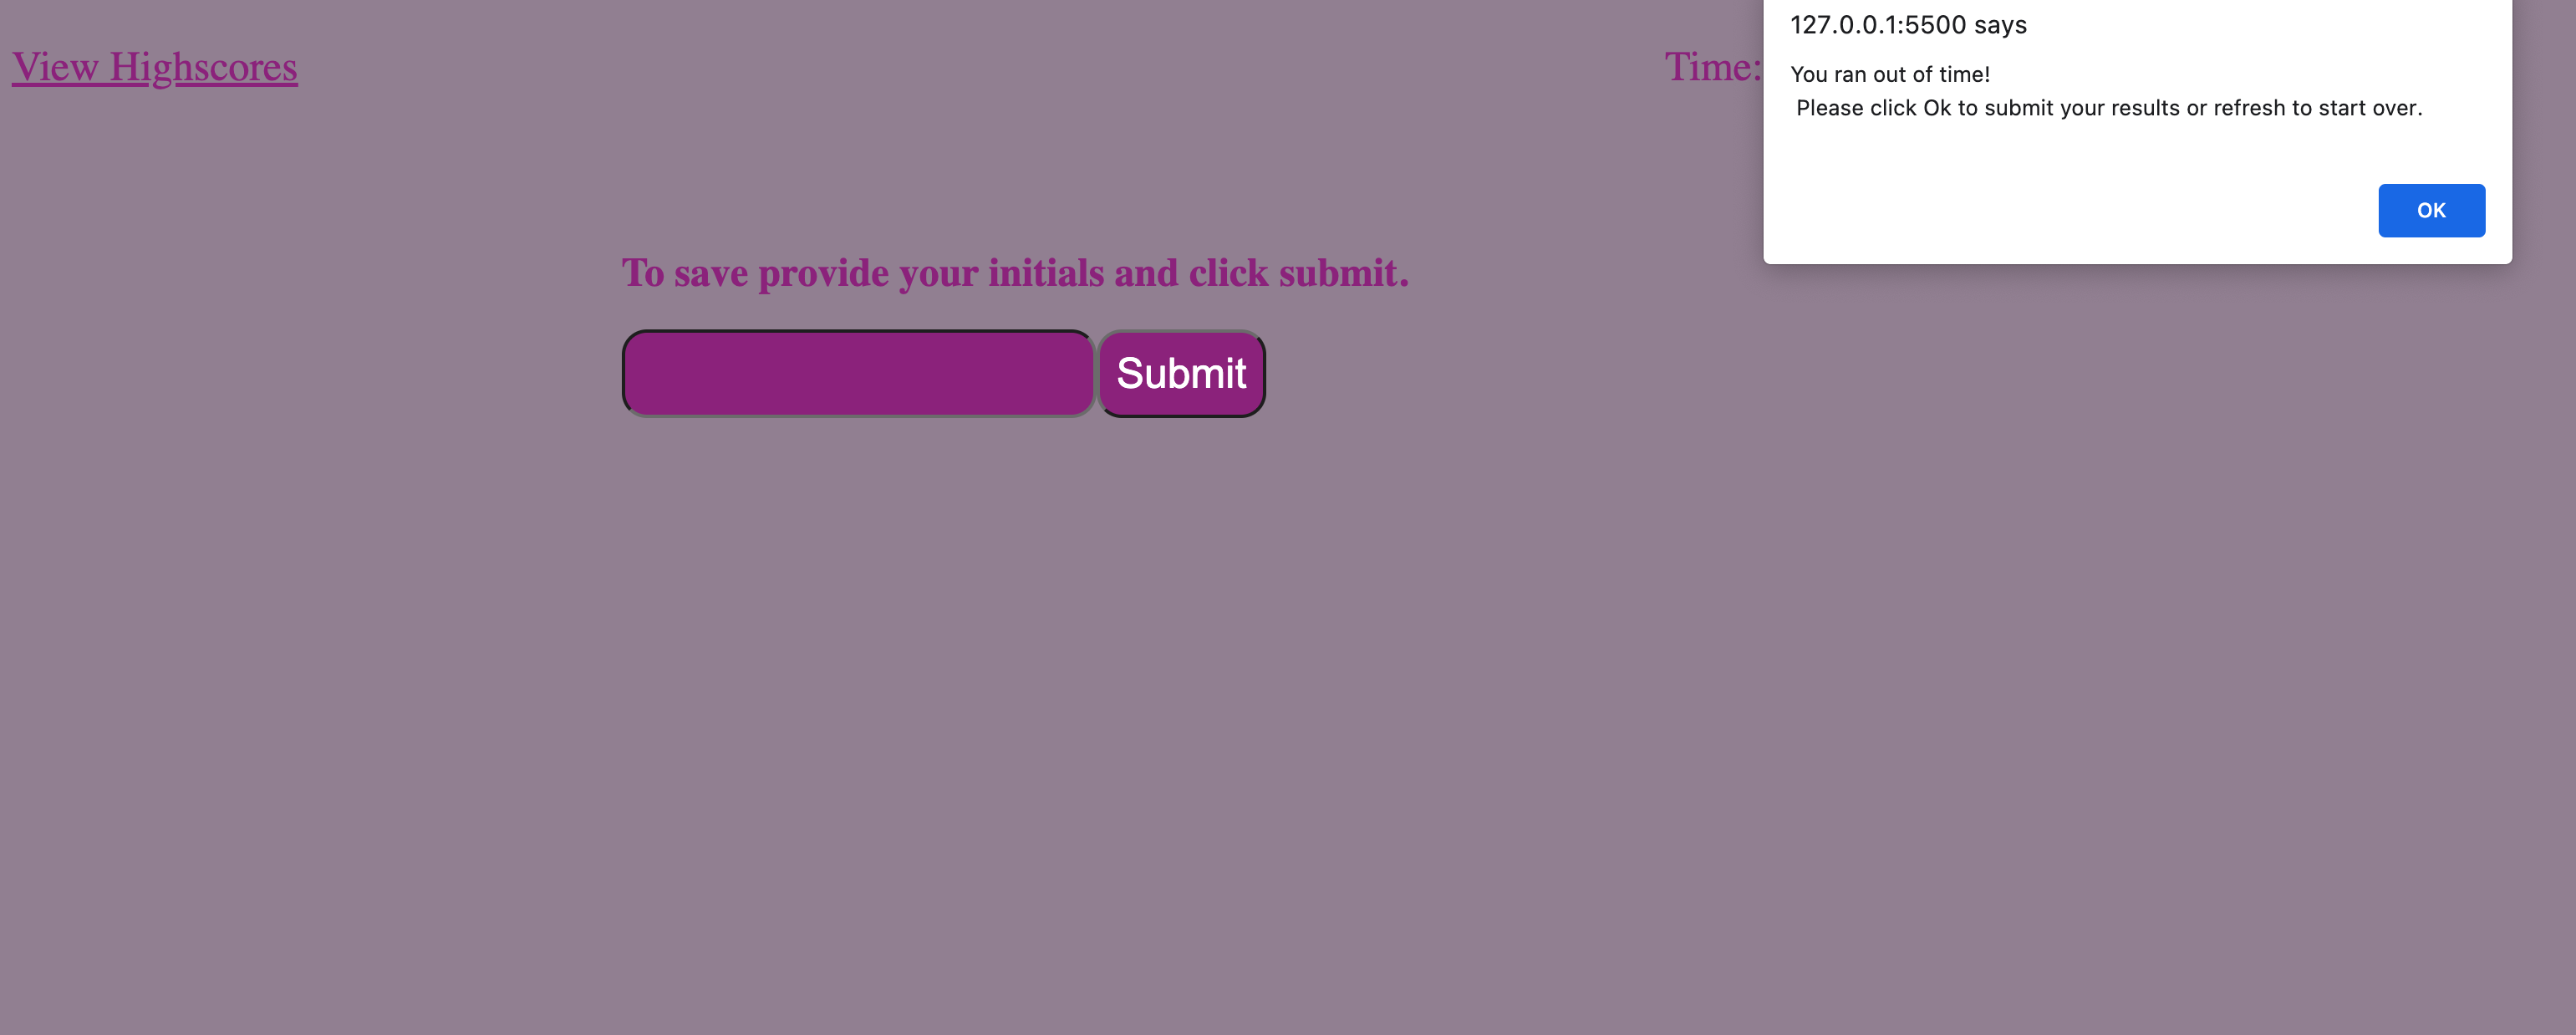 View Highscores
Time:
127.0.0.1:5500 says
You ran out of time!
Please click Ok to submit your results or refresh to start over.
OK
To save provide your initials and click submit.
Submit